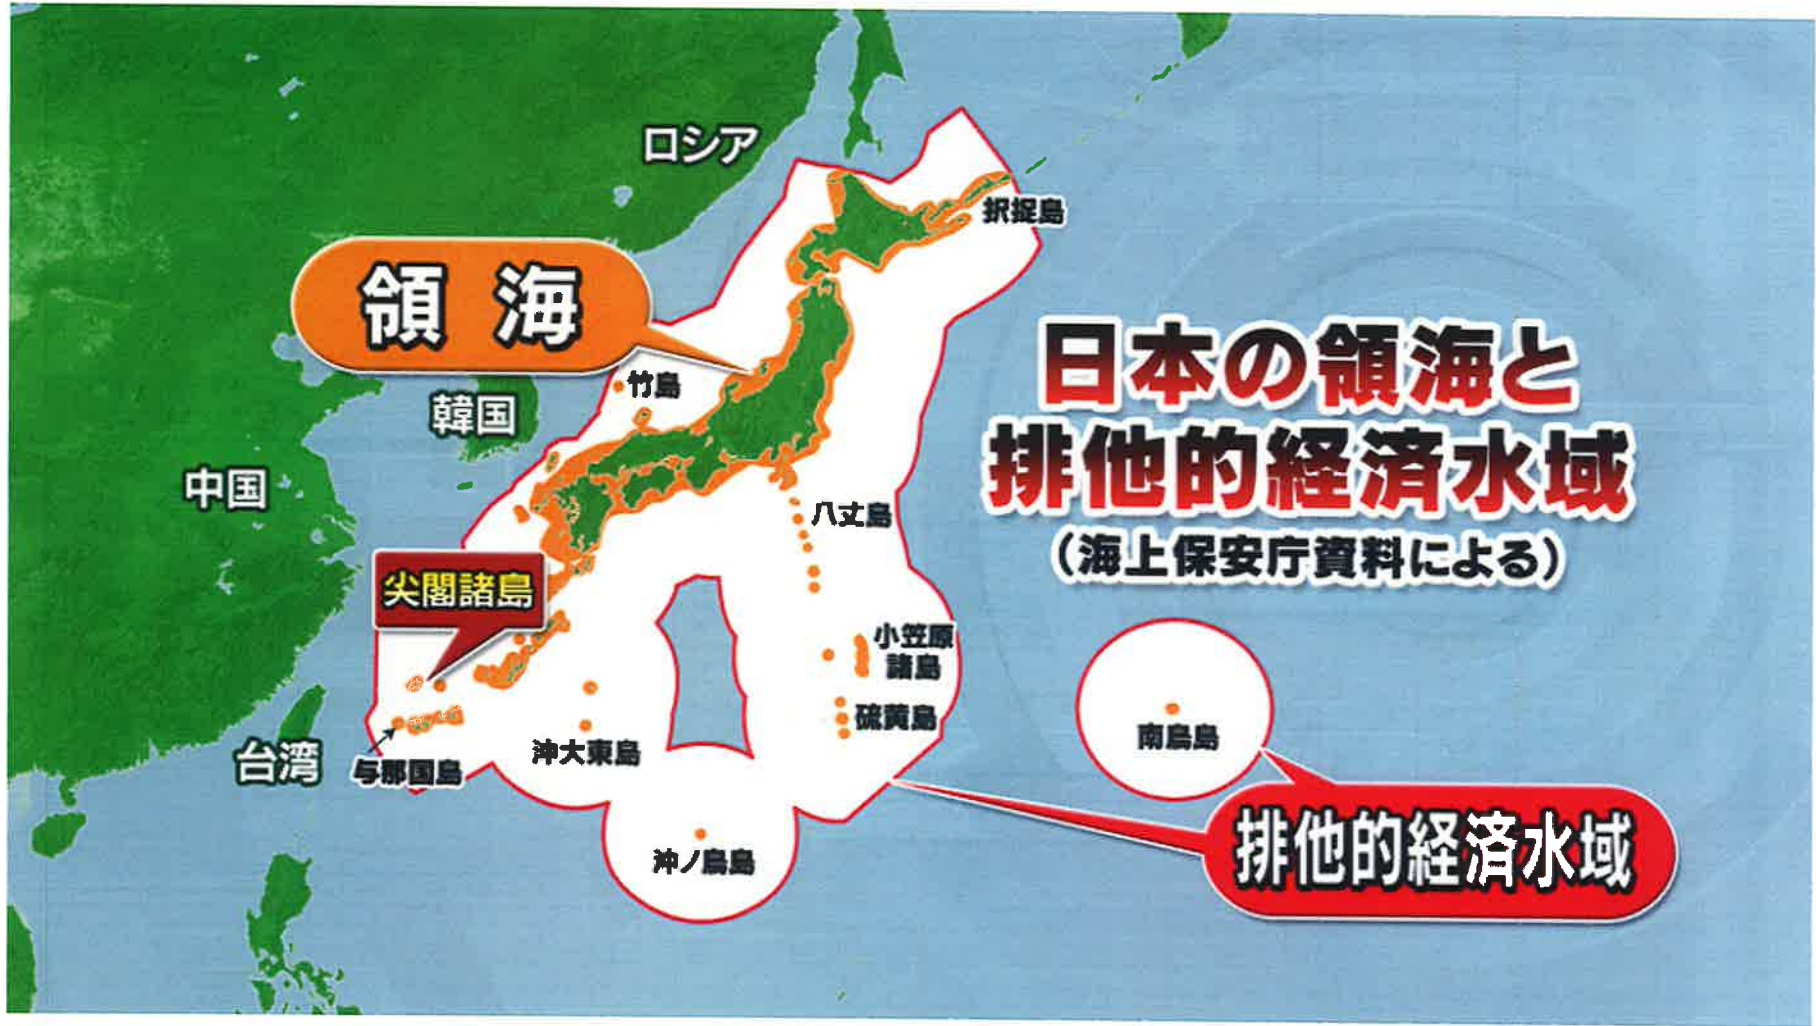 ロシア
択捉島
領海
竹島
韓国
日本の領海と
排他的経済水域
(海上保安庁資料による)
中国
八丈島
尖閣諸島
小笠原
諸島
硫黄島
南鳥島
沖大東島
台湾
与那国島
排他的経済水域
沖ノ鳥島